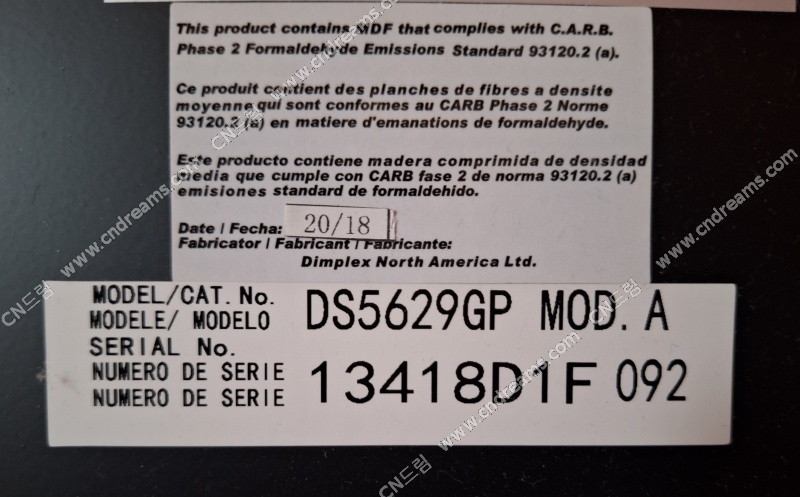 This product contains MDF that complies with C.A.R.B.
Phase 2 Formaldehyde Emissions Standard 93120.2 (a).
Ce produit contient des planches de fibres a densite
moyenne qui sont conformes au CARB Phase 2 Norme
93120.2 (a) en matiere d'emanations de formaldehyde.
Este producto contiene madera comprimida de densidad
media que cumple con CARB fase 2 de norma 93120.2 (a)
emisiones standard de formaldehido.
Date / Fecha: 20/18
Fabricator / Fabricant / Fabricante:
Dimplex North America Ltd.
MODEL/CAT. No.
MODELE/ MODELO DS5629GP MOD. A
SERIAL No.
NUMERO DE SERIE 13418D1F 092
NUMERO DE SERIE
CN드림 www.cndreams.com